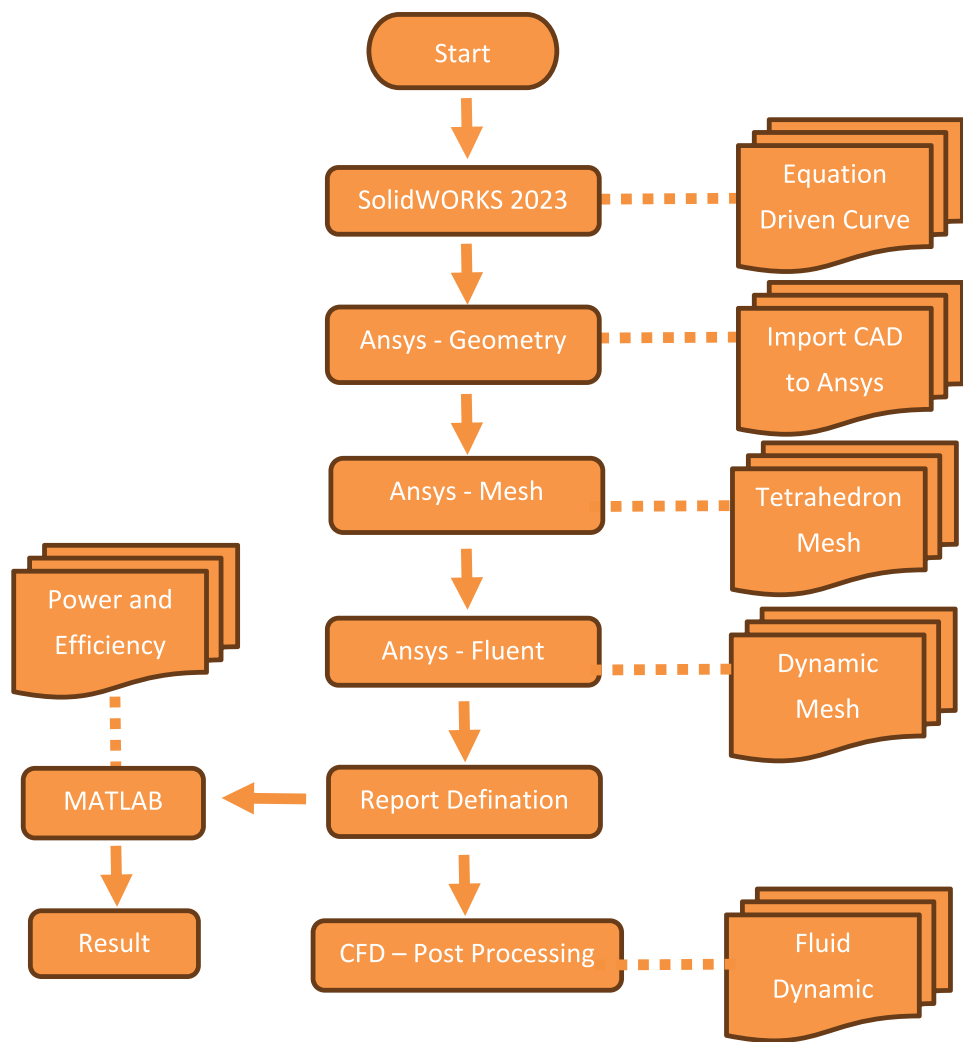 Start
SolidWORKS 2023
Equation
Driven Curve
Ansys - Geometry
Import CAD
to Ansys
Ansys - Mesh
Tetrahedron
Mesh
Power and
Efficiency
Ansys - Fluent
Dynamic
Mesh
MATLAB
Report Defination
Result
CFD – Post Processing
Fluid
Dynamic